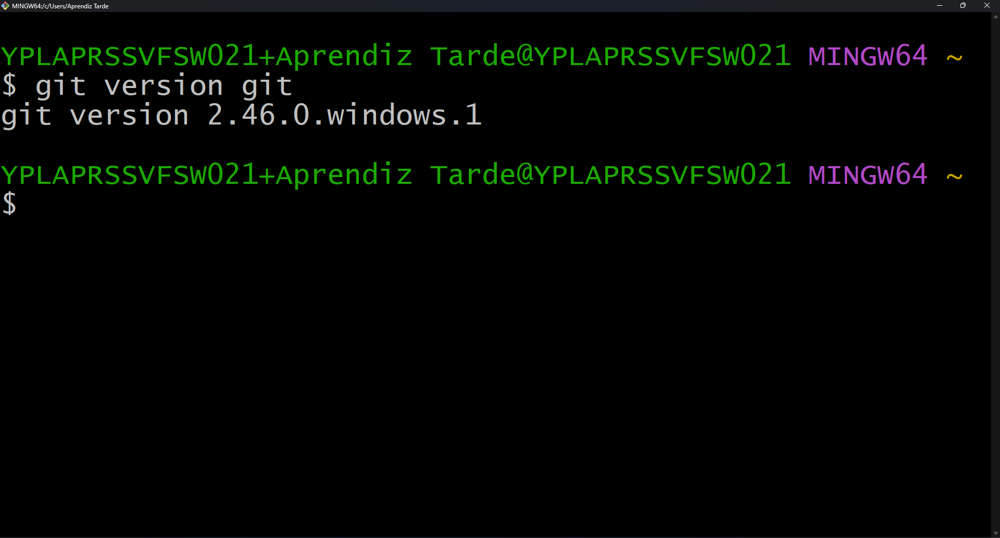 MINGW64:/c/Users/Aprendiz Tarde
YPLAPRSSVFSW021+Aprendiz Tarde@YPLAPRSSVFSW021 MINGW64 ~
$ git version git
git version 2.46.0.windows.1
YPLAPRSSVFSW021+Aprendiz Tarde@YPLAPRSSVFSW021 MINGW64 ~
$